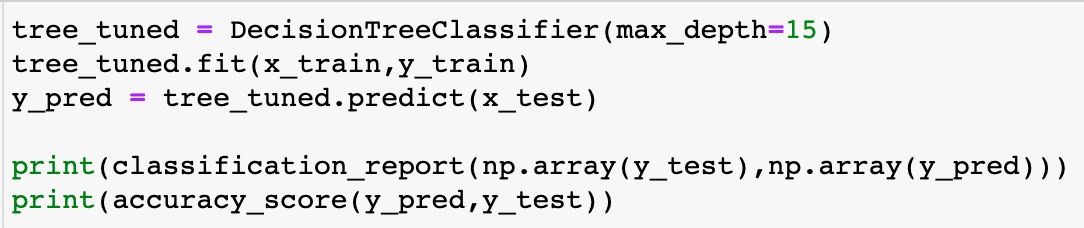 tree_tuned = DecisionTreeClassifier(max_depth=15)
tree_tuned.fit(x_train,y_train)
y_pred = tree_tuned.predict(x_test)
print(classification_report(np.array(y_test),np.array(y_pred)))
print(accuracy_score(y_pred,y_test))